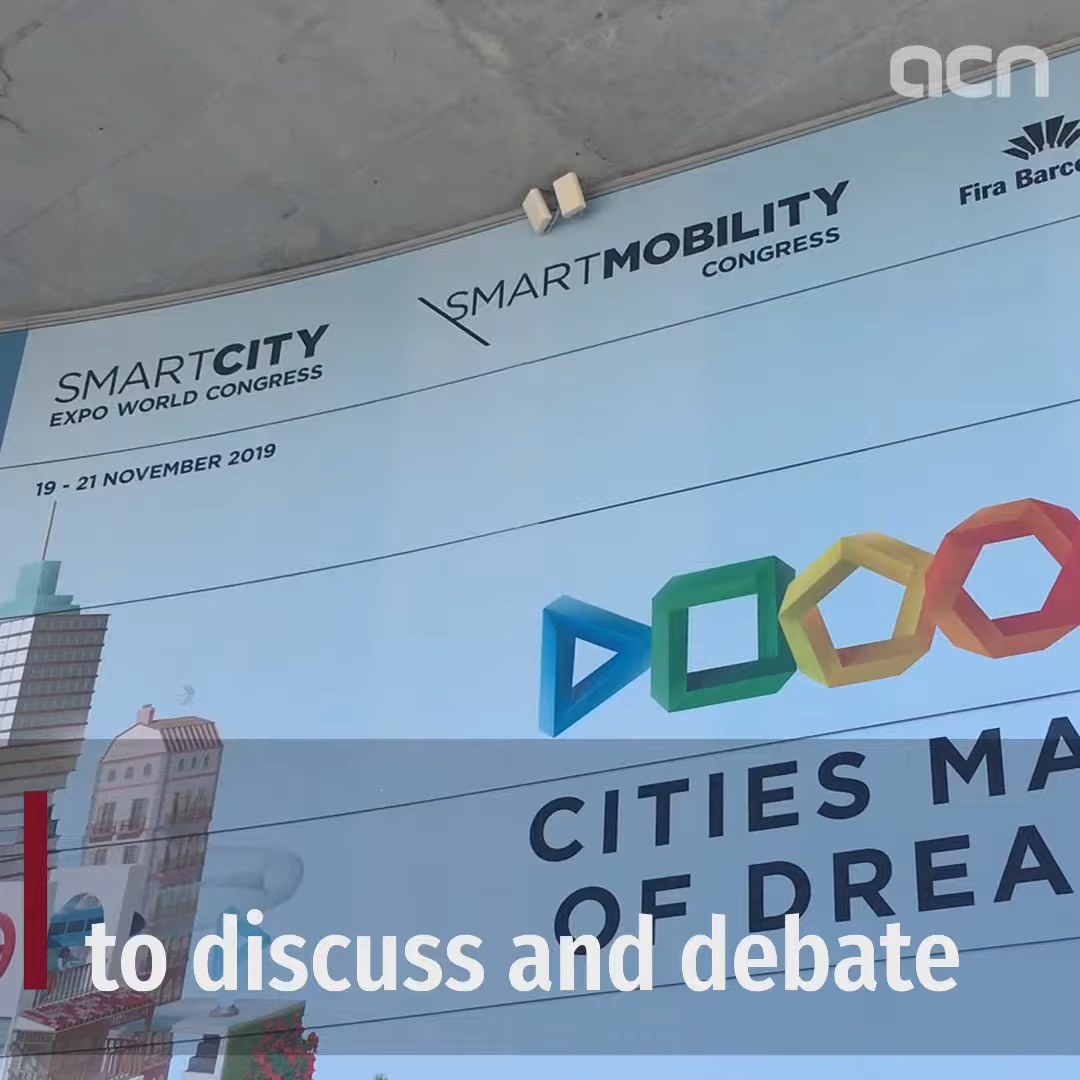 acn
Fira Barce
SMARTMOBILITY
CONGRESS
SMARTCITY
EXPO WORLD CONGRESS
19 - 21 NOVEMBER 2019
CITIES MA
OF DREA
to discuss and debate